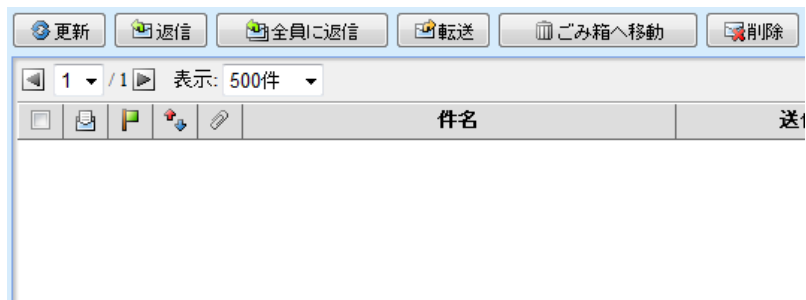 更新 返信 全員に返信 転送 ごみ箱へ移動 削除
1 / 1 表示: 500件
件名 送